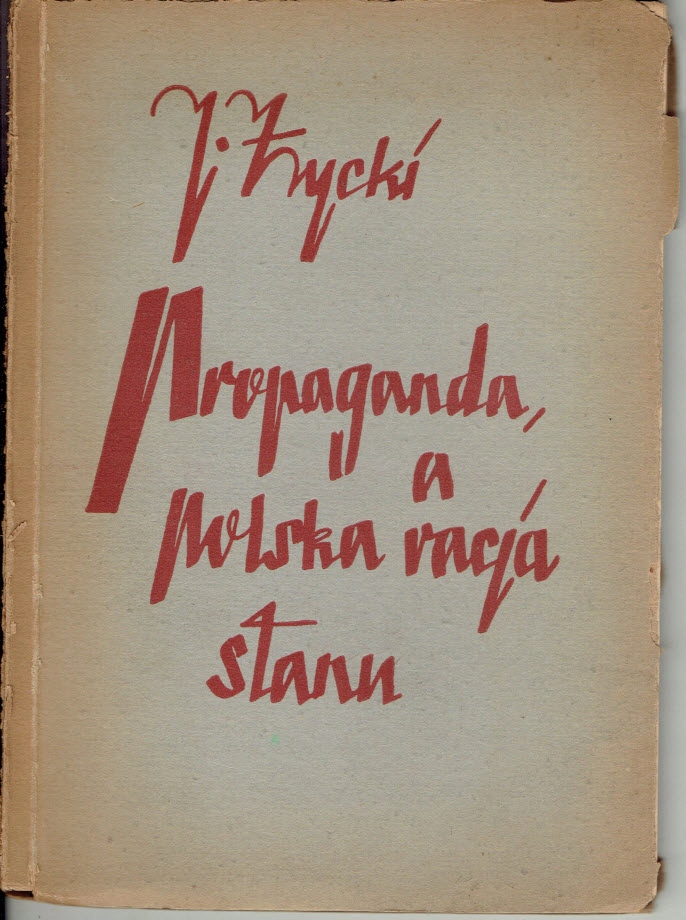 J. Życki
Propaganda,
a
polska racja
stanu